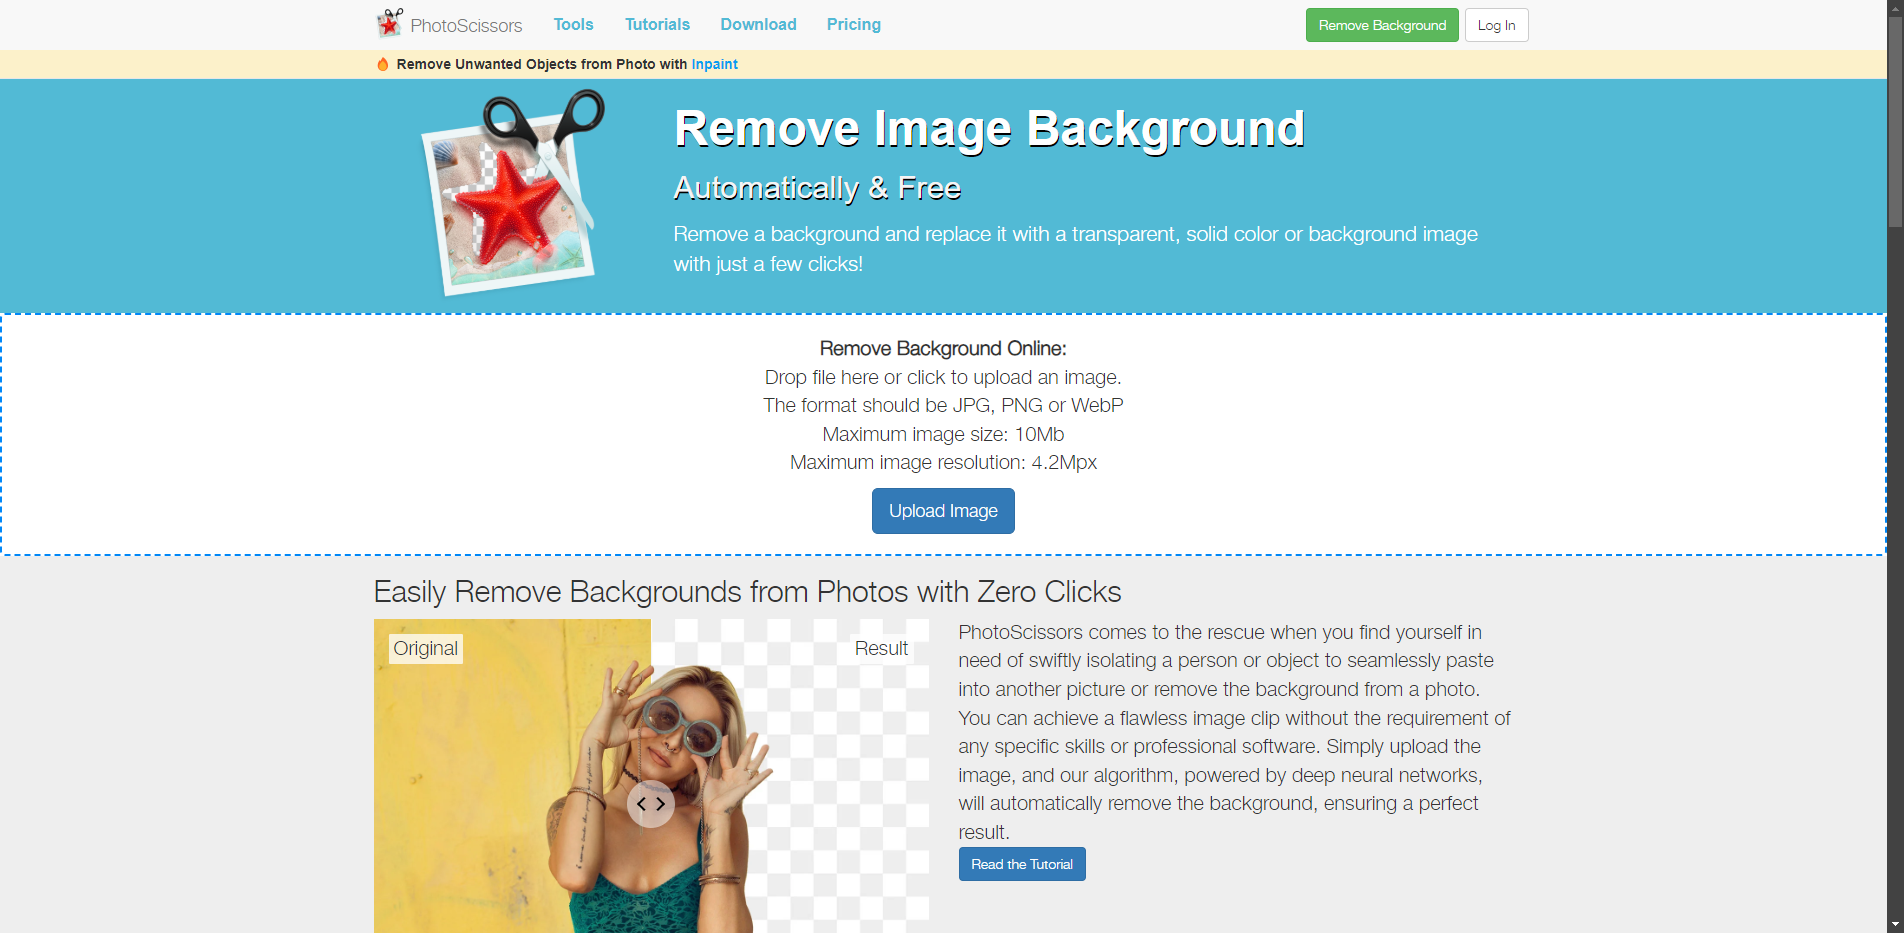 PhotoScissors
Tools
Tutorials
Download
Pricing
Remove Background
Log In
Remove Unwanted Objects from Photo with Inpaint
Remove Image Background
Automatically & Free
Remove a background and replace it with a transparent, solid color or background image
with just a few clicks!
Remove Background Online:
Drop file here or click to upload an image.
The format should be JPG, PNG or WebP
Maximum image size: 10Mb
Maximum image resolution: 4.2Mpx
Upload Image
Easily Remove Backgrounds from Photos with Zero Clicks
Original
Result
PhotoScissors comes to the rescue when you find yourself in
need of swiftly isolating a person or object to seamlessly paste
into another picture or remove the background from a photo.
You can achieve a flawless image clip without the requirement of
any specific skills or professional software. Simply upload the
image, and our algorithm, powered by deep neural networks,
will automatically remove the background, ensuring a perfect
result.
Read the Tutorial